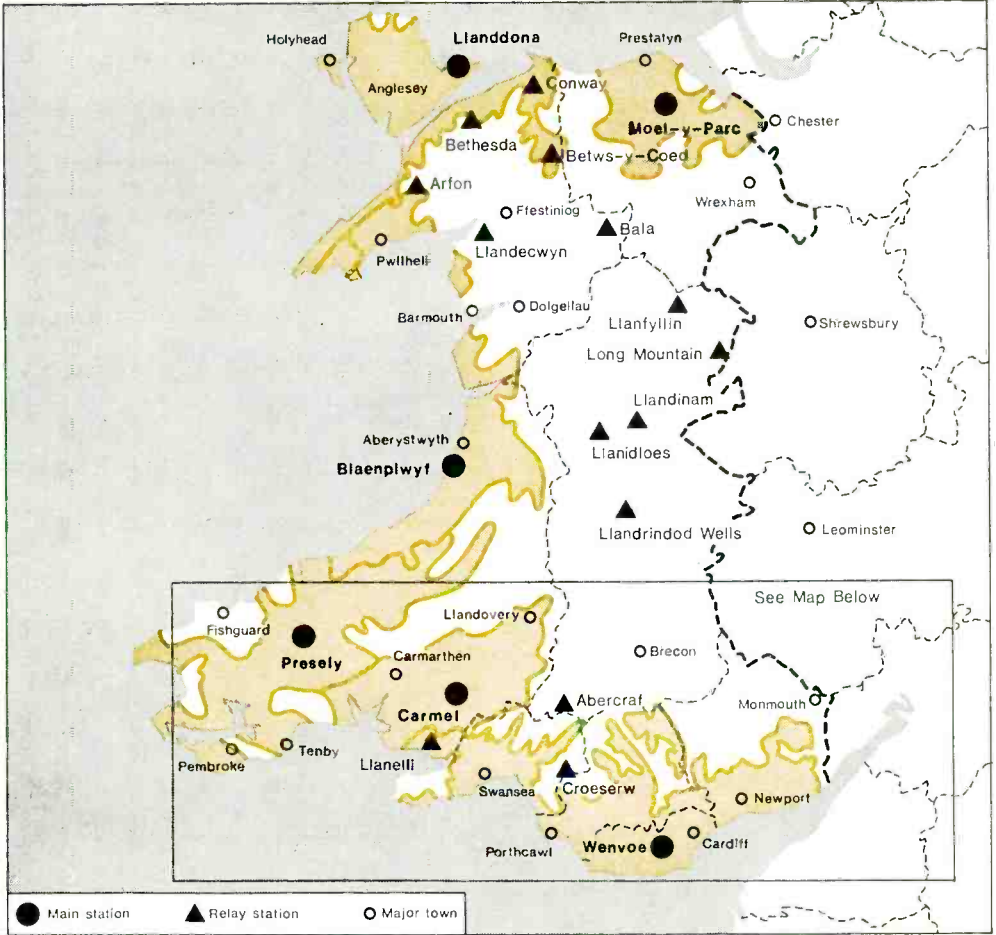 Holyhead
Llanddona
Prestatyn
Anglesey
Conway
Moel-y-Parc
Chester
Bethesda
Betws-y-Coed
Arfon
Wrexham
Ffestiniog
Bala
Llandecwyn
Pwllheli
Barmouth
Dolgellau
Llanfyllin
Shrewsbury
Long Mountain
Llandinam
Aberystwyth
Llanidloes
Blaenplwyf
Llandrindod Wells
Leominster
See Map Below
Fishguard
Llandovery
Presely
Carmarthen
Brecon
Carmel
Abercraf
Monmouth
Pembroke
Tenby
Llanelli
Swansea
Croeserw
Newport
Porthcawl
Wenvoe
Cardiff
Main station
Relay station
Major town